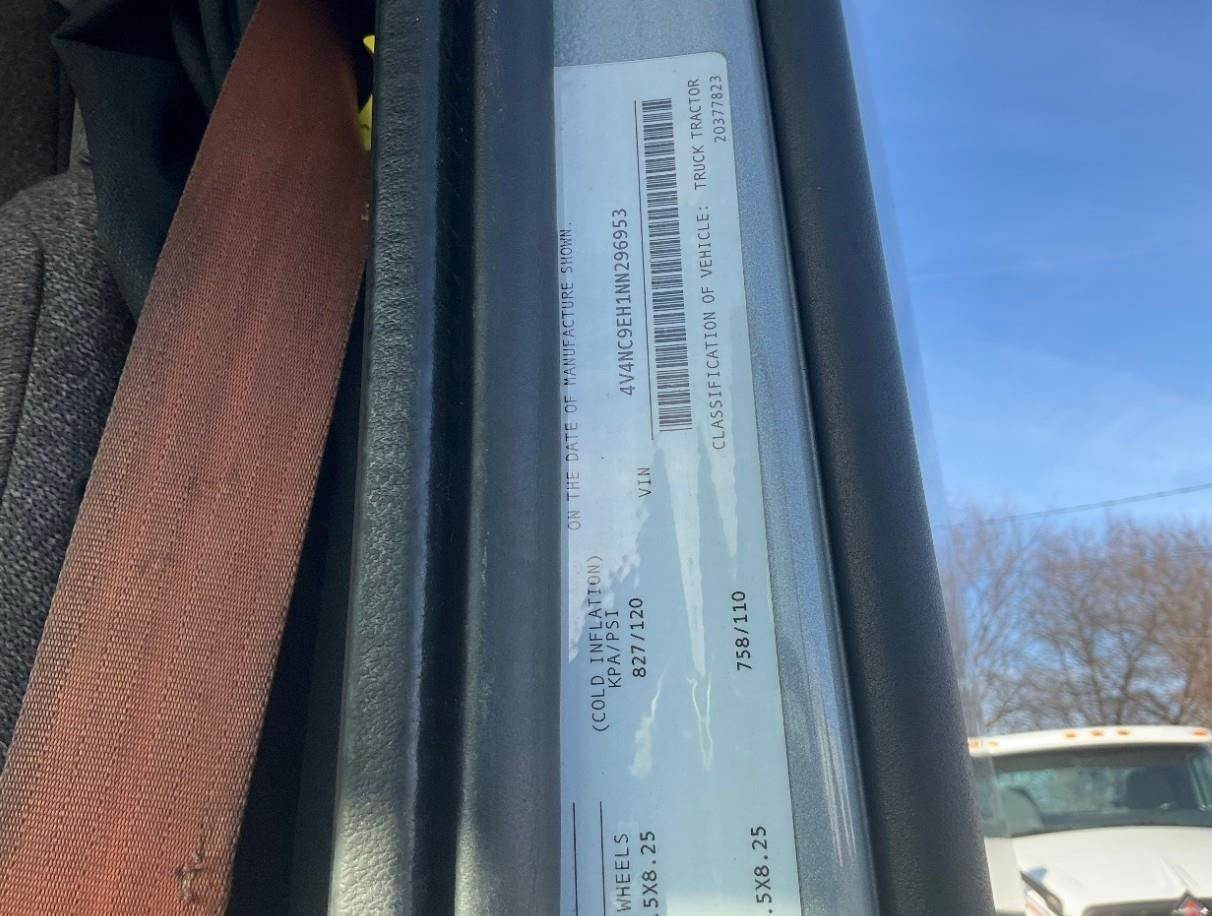 ON THE DATE OF MANUFACTURE SHOWN.
(COLD INFLATION)
KPA/PSI
WHEELS
.5X8.25
827/120
VIN
4V4NC9EH1NN296953
CLASSIFICATION OF VEHICLE: TRUCK TRACTOR
.5X8.25
758/110
20377823